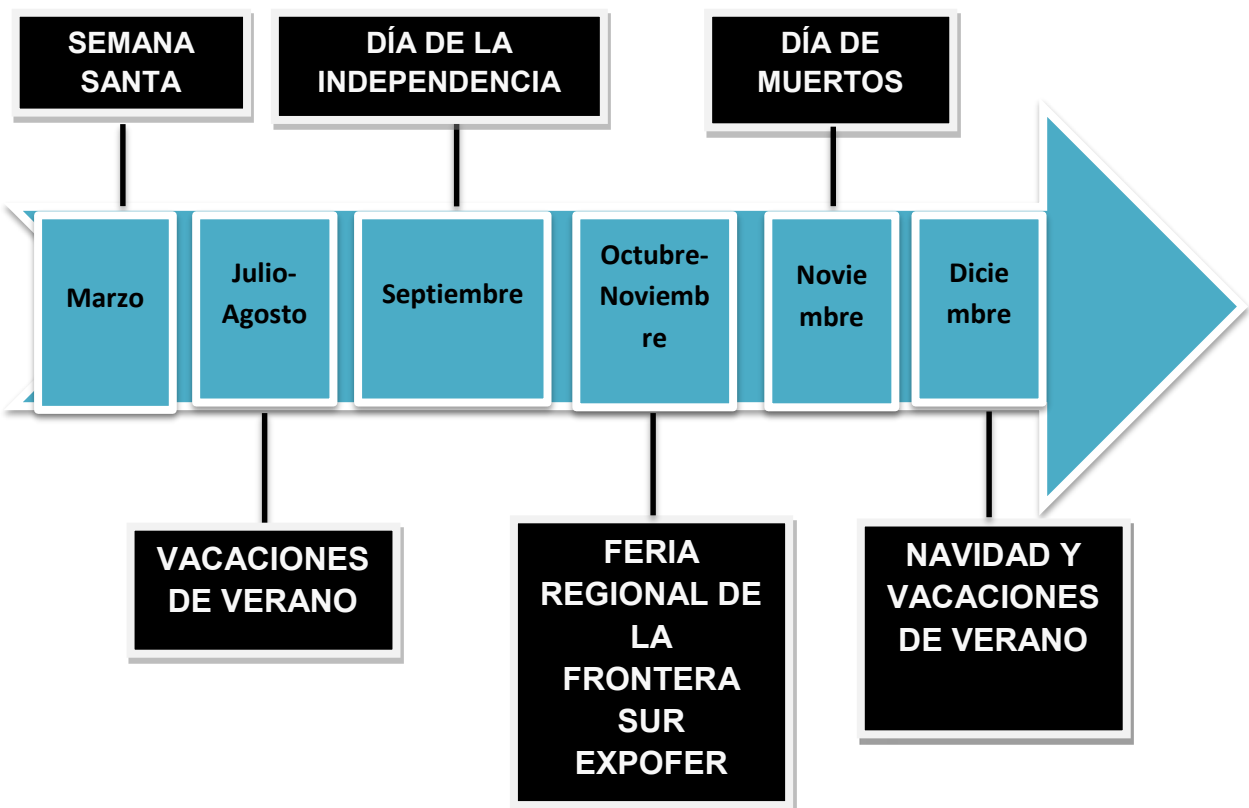 SEMANA
SANTA
DÍA DE LA
INDEPENDENCIA
DÍA DE
MUERTOS
Marzo
Julio-
Agosto
Septiembre
Octubre-
Noviemb
re
Novie
mbre
Dicie
mbre
VACACIONES
DE VERANO
FERIA
REGIONAL DE
LA
FRONTERA
SUR
EXPOFER
NAVIDAD Y
VACACIONES
DE VERANO